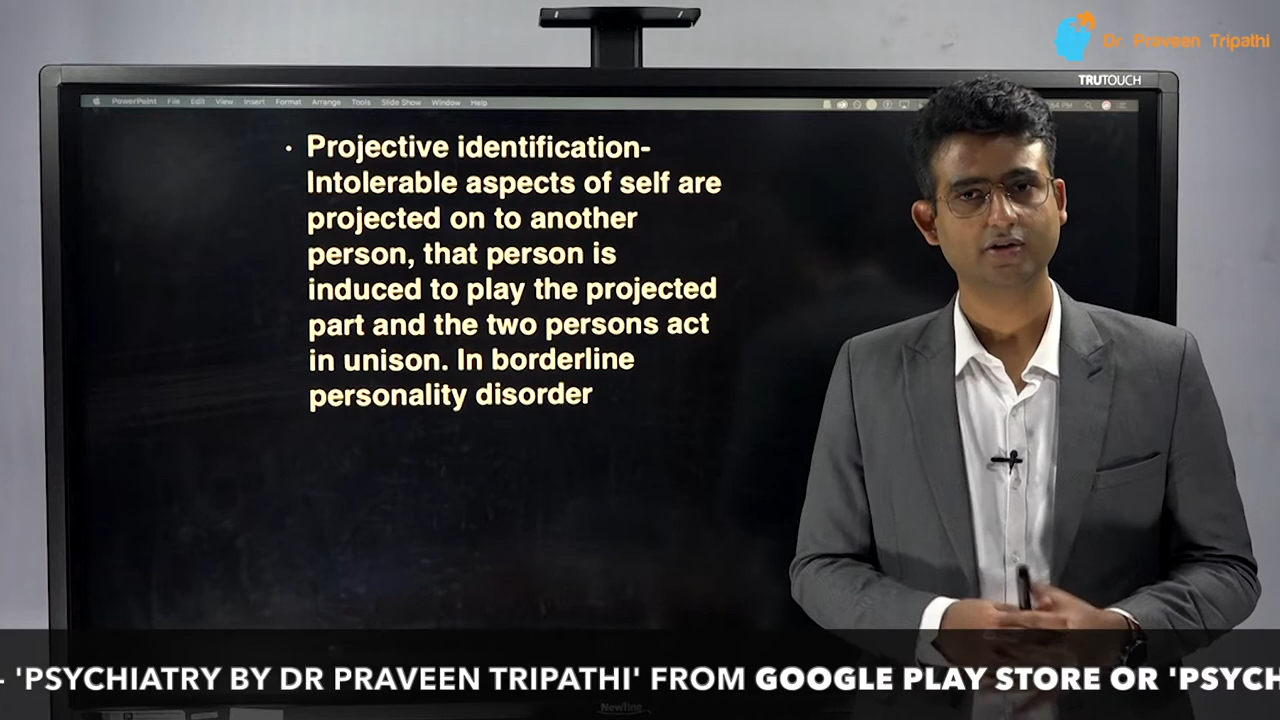 Dr Praveen Tripathi
TRUTOUCH
PowerPoint File Edit View Insert Format Arrange Tools Slide Show Window Help
• Projective identification-
Intolerable aspects of self are
projected on to another
person, that person is
induced to play the projected
part and the two persons act
in unison. In borderline
personality disorder
- 'PSYCHIATRY BY DR PRAVEEN TRIPATHI' FROM GOOGLE PLAY STORE OR 'PSYCH
Newline